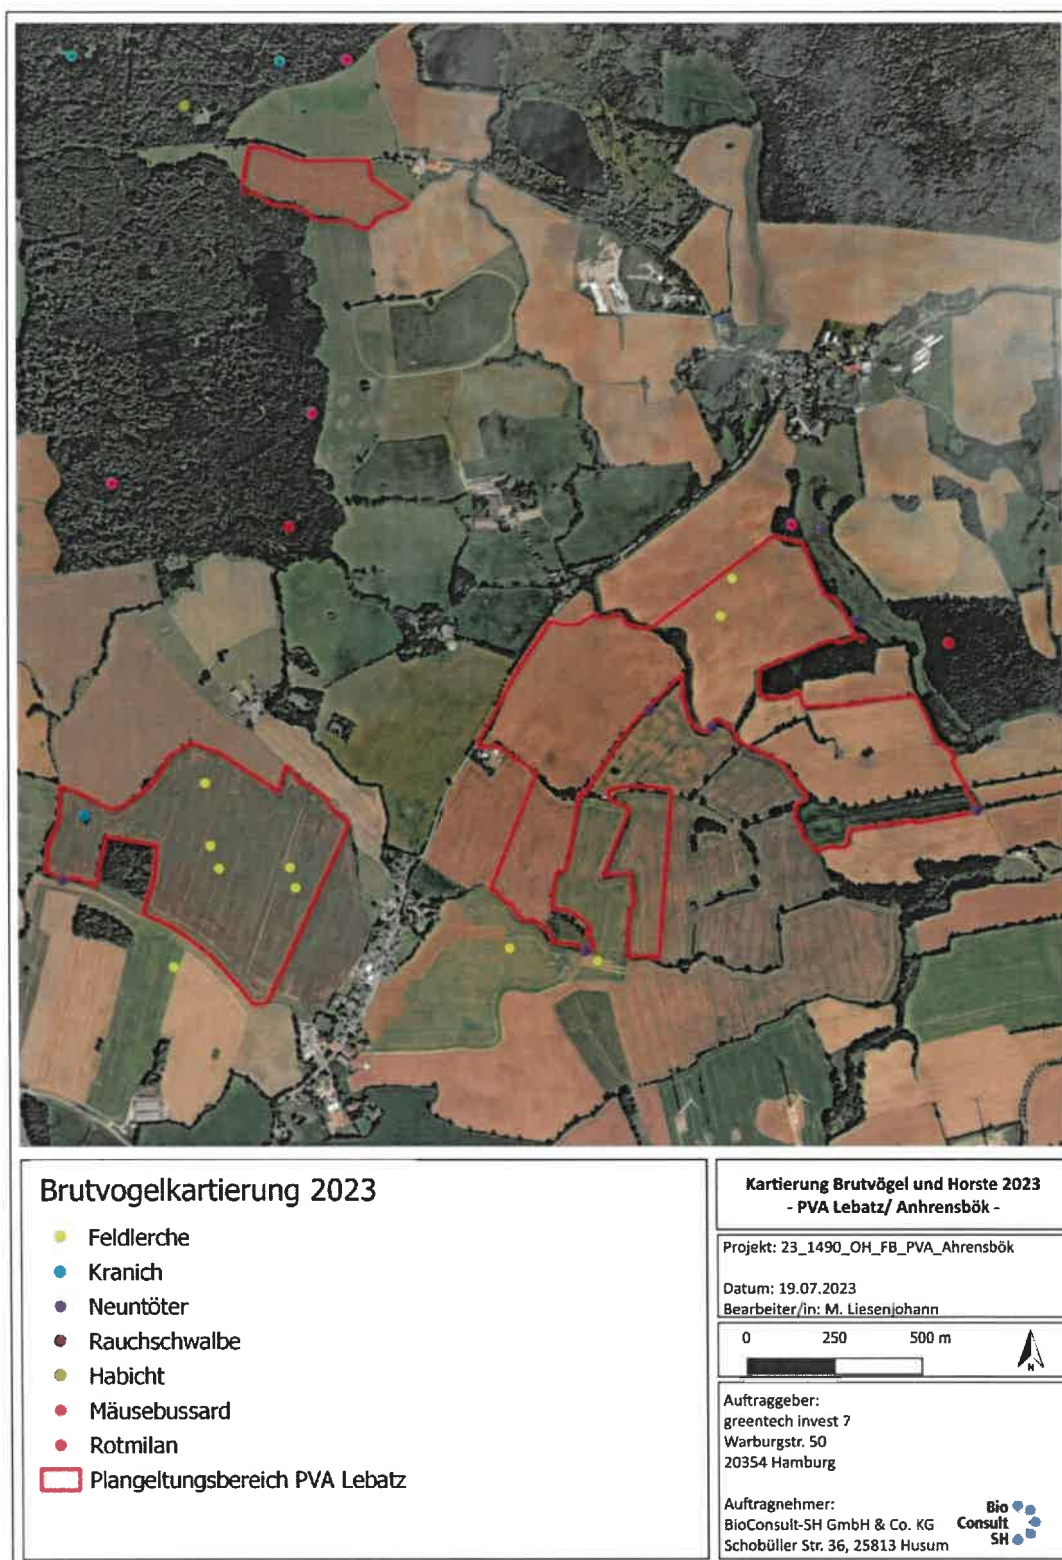 Brutvogelkartierung 2023
Feldlerche
Kranich
Neuntöter
Rauchschwalbe
Habicht
Mäusebussard
Rotmilan
Plangeltungsbereich PVA Lebatz
Kartierung Brutvögel und Horste 2023
- PVA Lebatz/ Anhrensbök -
Projekt: 23_1490_OH_FB_PVA_Ahrensbök
Datum: 19.07.2023
Bearbeiter/in: M. Liesenjohann
0 250 500 m
N
Auftraggeber:
greentech invest 7
Warburgstr. 50
20354 Hamburg
Auftragnehmer:
BioConsult-SH GmbH & Co. KG
Schobüller Str. 36, 25813 Husum
Bio
Consult
SH